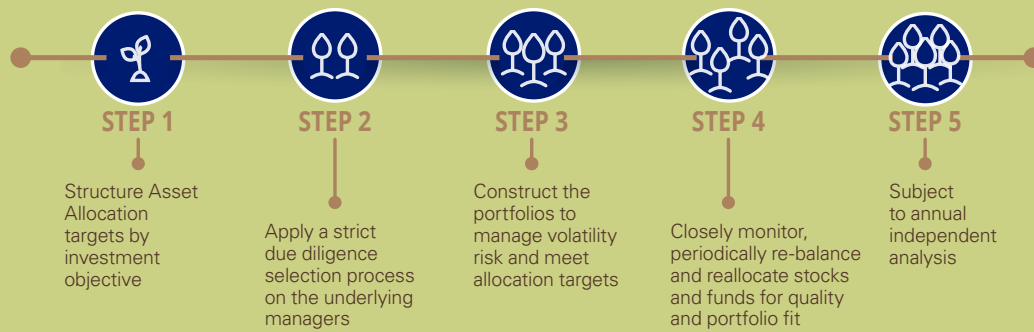 STEP 1
Structure Asset
Allocation
targets by
investment
objective
STEP 2
Apply a strict
due diligence
selection process
on the underlying
managers
STEP 3
Construct the
portfolios to
manage volatility
risk and meet
allocation targets
STEP 4
Closely monitor,
periodically re-balance
and reallocate stocks
and funds for quality
and portfolio fit
STEP 5
Subject
to annual
independent
analysis